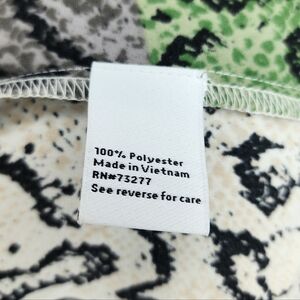 100% Polyester
Made in Vietnam
RN#73277
See reverse for care